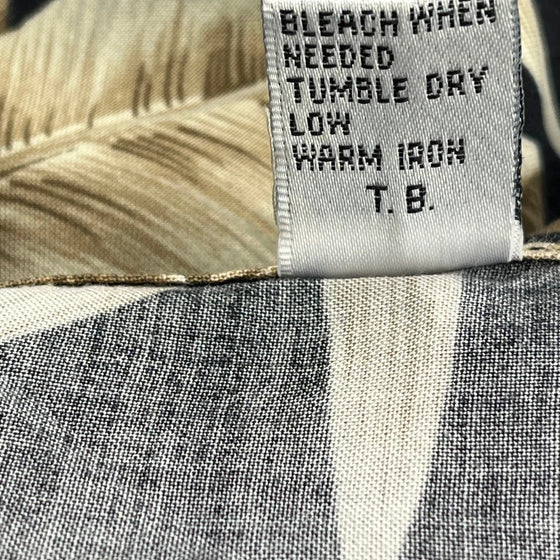 BLEACH WHEN
NEEDED
TUMBLE DRY
LOW
WARM IRON
T. B.